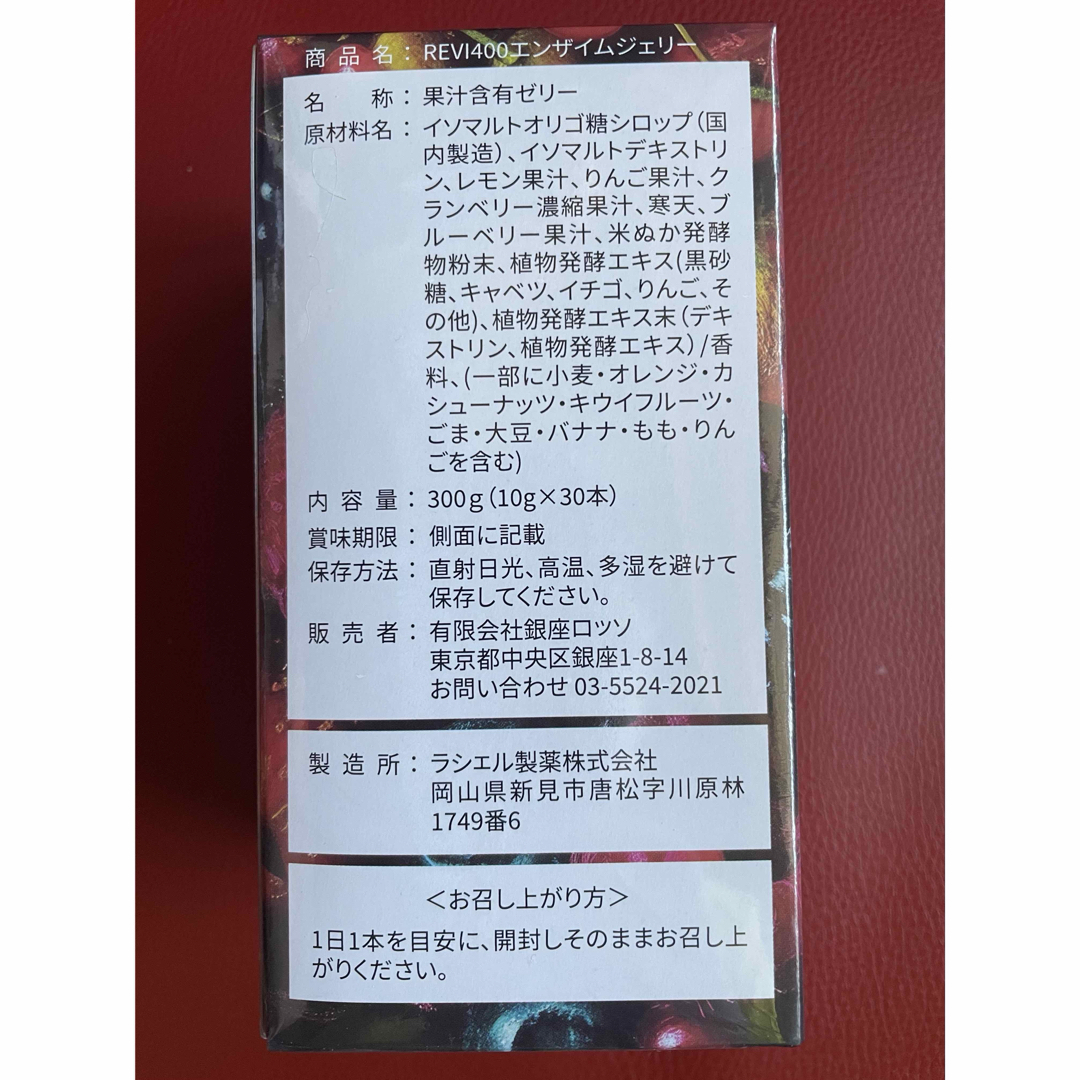 商品名：REVI400エンザイムジェリー
名　　称：果汁含有ゼリー
原材料名：イソマルトオリゴ糖シロップ（国
内製造）、イソマルトデキストリ
ン、レモン果汁、りんご果汁、ク
ランベリー濃縮果汁、寒天、ブ
ルーベリー果汁、米ぬか発酵
物粉末、植物発酵エキス(黒砂
糖、キャベツ、イチゴ、りんご、そ
の他)、植物発酵エキス末（デキ
ストリン、植物発酵エキス）/香
料、(一部に小麦・オレンジ・カ
シューナッツ・キウイフルーツ・
ごま・大豆・バナナ・もも・りん
ごを含む)
内容量：300ｇ（10g×30本）
賞味期限：側面に記載
保存方法：直射日光、高温、多湿を避けて
保存してください。
販売者：有限会社銀座ロッソ
東京都中央区銀座1-8-14
お問い合わせ 03-5524-2021
製造所：ラシエル製薬株式会社
岡山県新見市唐松字川原林
1749番6
＜お召し上がり方＞
1日1本を目安に、開封しそのままお召し上
がりください。